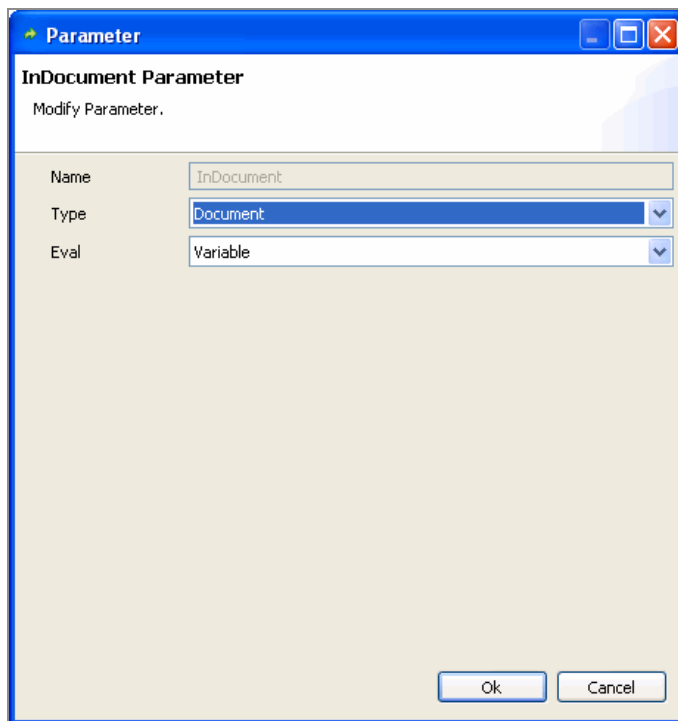 Parameter
InDocument Parameter
Modify Parameter.
Name InDocument
Type Document
Eval Variable
Ok Cancel